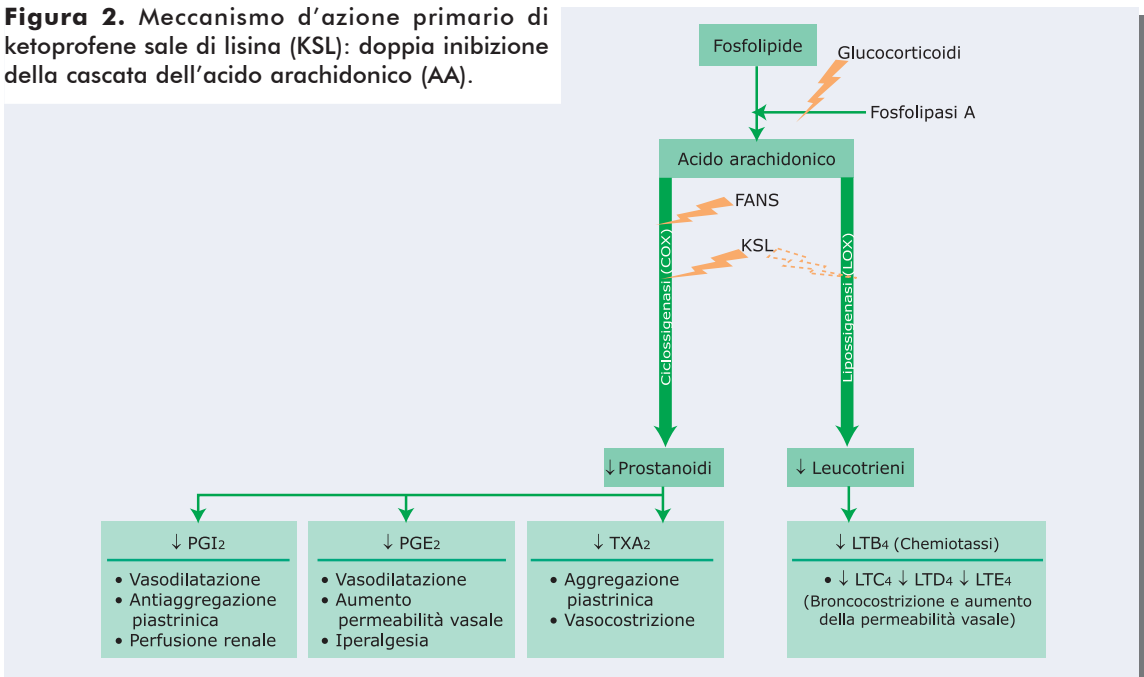 Figura 2. Meccanismo d’azione primario di
ketoprofene sale di lisina (KSL): doppia inibizione
della cascata dell’acido arachidonico (AA).
Fosfolipide
Glucocorticoidi
Fosfolipasi A
Acido arachidonico
FANS
KSL
Ciclossigenasi (COX)
Lipossigenasi (LOX)
↓ Prostanoidi
↓ Leucotrieni
↓ PGI2
• Vasodilatazione
• Antiaggregazione
piastrinica
• Perfusione renale
↓ PGE2
• Vasodilatazione
• Aumento
permeabilità vasale
• Iperalgesia
↓ TXA2
• Aggregazione
piastrinica
• Vasocostrizione
↓ LTB4 (Chemiotassi)
• ↓ LTC4 ↓ LTD4 ↓ LTE4
(Broncocostrizione e aumento
della permeabilità vasale)